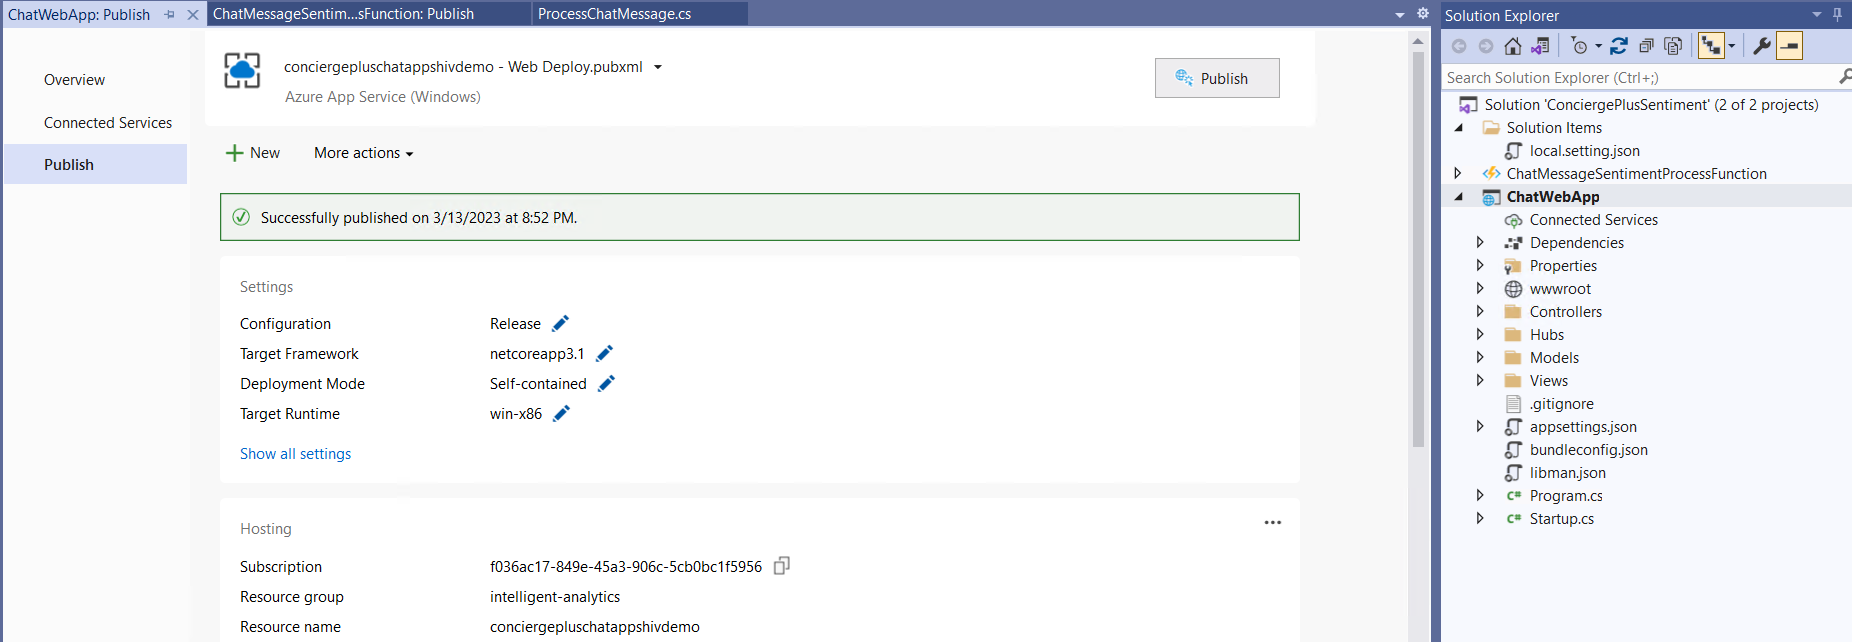 ChatWebApp: Publish
ChatMessageSentim...sFunction: Publish
ProcessChatMessage.cs
Overview
Connected Services
Publish
conciergepluschatappshivdemo - Web Deploy.pubxml
Azure App Service (Windows)
Publish
New
More actions
Successfully published on 3/13/2023 at 8:52 PM.
Settings
Configuration Release
Target Framework netcoreapp3.1
Deployment Mode Self-contained
Target Runtime win-x86
Show all settings
Hosting
Subscription f036ac17-849e-45a3-906c-5cb0bc1f5956
Resource group intelligent-analytics
Resource name conciergepluschatappshivdemo
Solution Explorer
Search Solution Explorer (Ctrl+;)
Solution 'ConciergePlusSentiment' (2 of 2 projects)
Solution Items
local.setting.json
ChatMessageSentimentProcessFunction
ChatWebApp
Connected Services
Dependencies
Properties
wwwroot
Controllers
Hubs
Models
Views
.gitignore
appsettings.json
bundleconfig.json
libman.json
C# Program.cs
C# Startup.cs